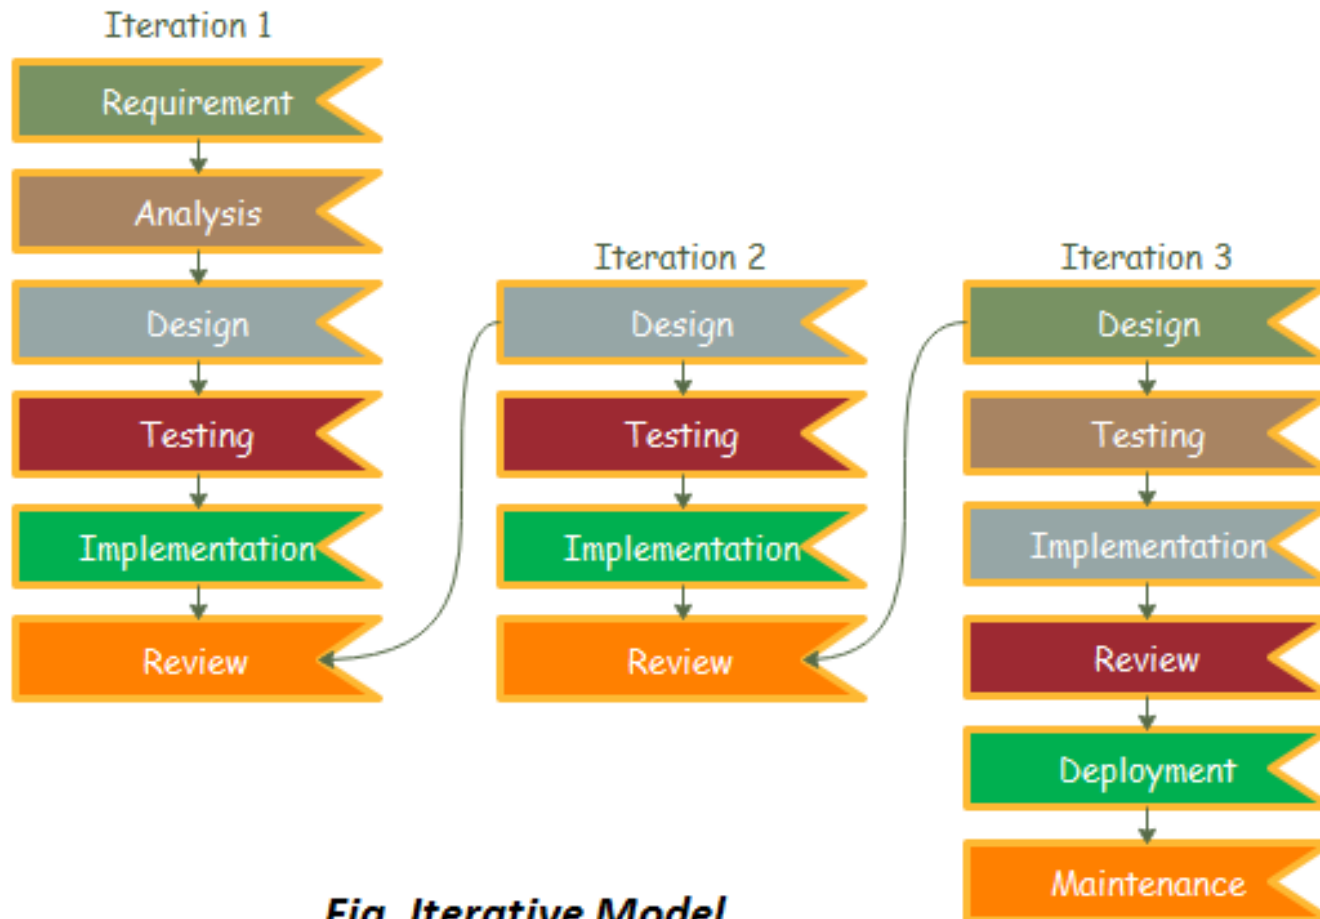 Iteration 1
Requirement
Analysis
Design
Testing
Implementation
Review
Iteration 2
Design
Testing
Implementation
Review
Iteration 3
Design
Testing
Implementation
Review
Deployment
Maintenance
Fig. Iterative Model